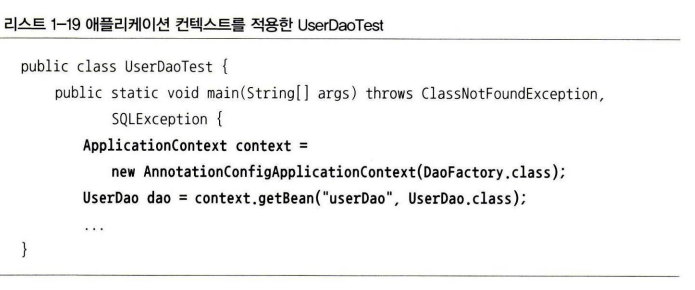 리스트 1-19 애플리케이션 컨텍스트를 적용한 UserDaoTest
public class UserDaoTest {
public static void main(String[] args) throws ClassNotFoundException,
SQLException {
ApplicationContext context =
new AnnotationConfigApplicationContext(DaoFactory.class);
UserDao dao = context.getBean("userDao", UserDao.class);
...
}